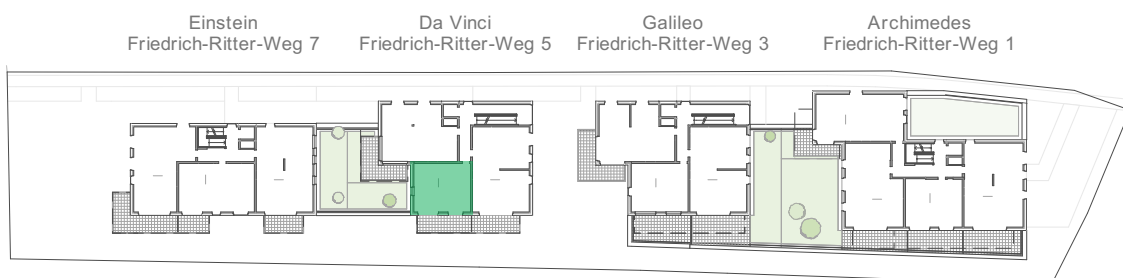 Einstein
Friedrich-Ritter-Weg 7
Da Vinci
Friedrich-Ritter-Weg 5
Galileo
Friedrich-Ritter-Weg 3
Archimedes
Friedrich-Ritter-Weg 1